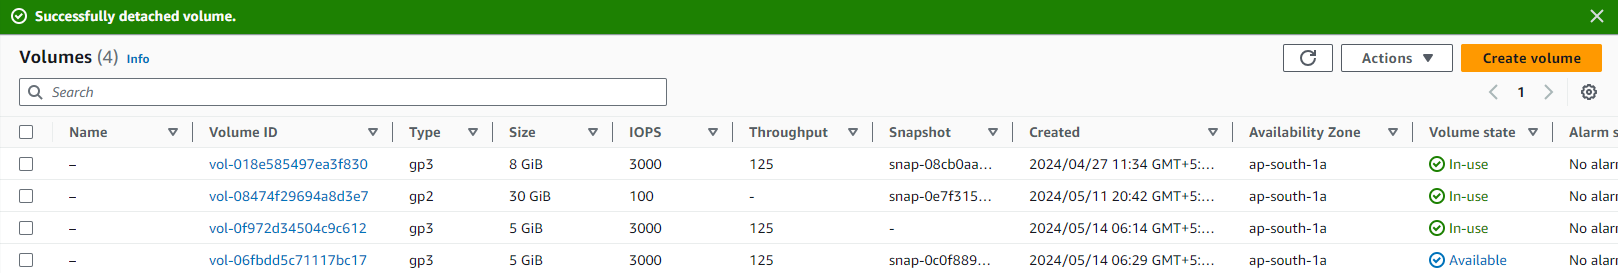 Successfully detached volume.
Volumes (4) Info
Actions
Create volume
Search
1
Name Volume ID Type Size IOPS Throughput Snapshot Created Availability Zone Volume state Alarm s
– vol-018e585497ea3f830 gp3 8 GiB 3000 125 snap-08cb0aa... 2024/04/27 11:34 GMT+5:... ap-south-1a In-use No alarr
– vol-08474f29694a8d3e7 gp2 30 GiB 100 - snap-0e7f315... 2024/05/11 20:42 GMT+5:... ap-south-1a In-use No alarr
– vol-0f972d34504c9c612 gp3 5 GiB 3000 125 - 2024/05/14 06:14 GMT+5:... ap-south-1a In-use No alarr
– vol-06fbdd5c71117bc17 gp3 5 GiB 3000 125 snap-0c0f889... 2024/05/14 06:29 GMT+5:... ap-south-1a Available No alarr